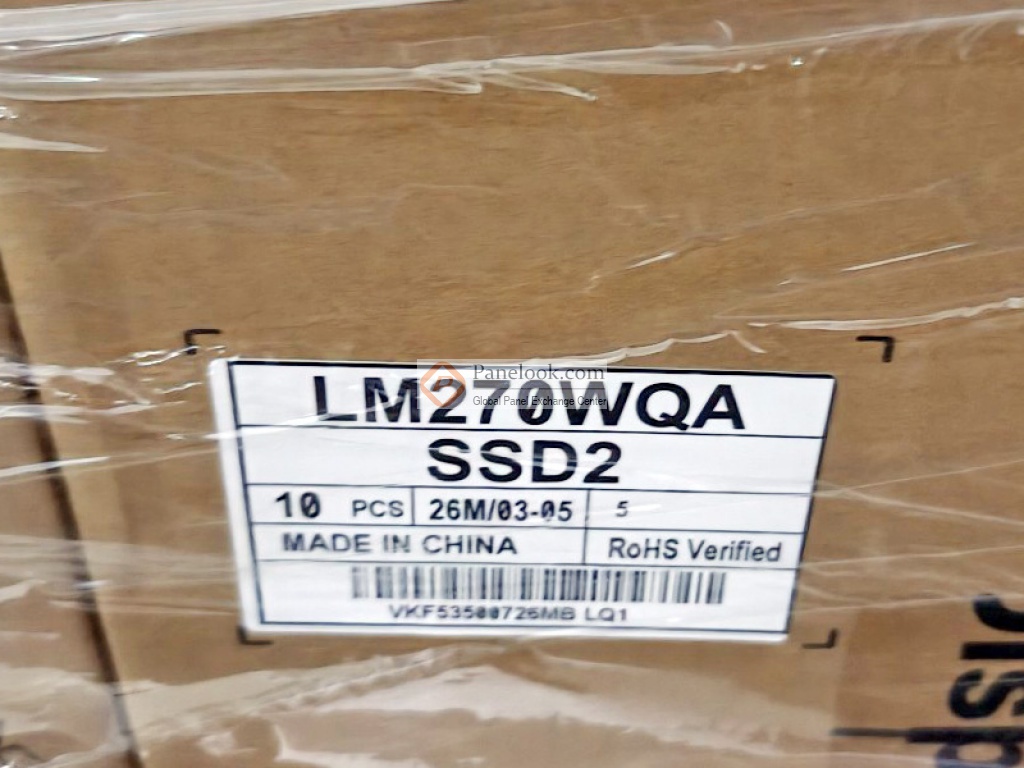 Panelook.com
Global Panel Exchange Center
LM270WQA
SSD2
10 PCS 26M/03-05 5
MADE IN CHINA RoHS Verified
VKF53500726MB LQ1